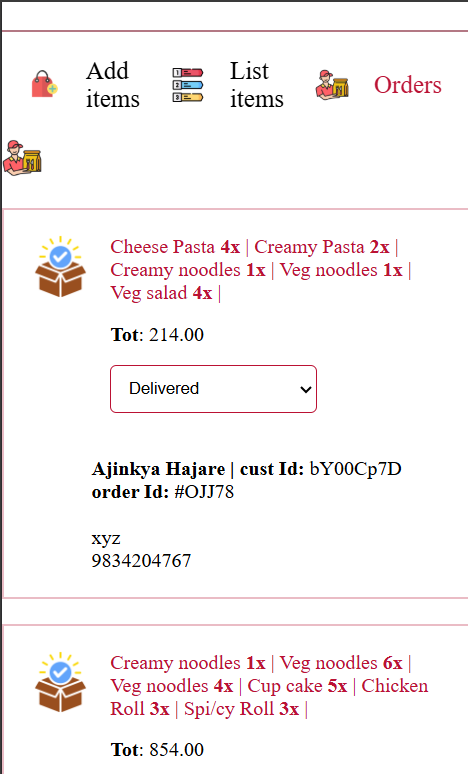 Add items
List items
Orders
Cheese Pasta 4x | Creamy Pasta 2x |
Creamy noodles 1x | Veg noodles 1x |
Veg salad 4x |
Tot: 214.00
Delivered
Ajinkya Hajare | cust Id: bY00Cp7D
order Id: #OJJ78
xyz
9834204767
Creamy noodles 1x | Veg noodles 6x |
Veg noodles 4x | Cup cake 5x | Chicken
Roll 3x | Spi/cy Roll 3x |
Tot: 854.00